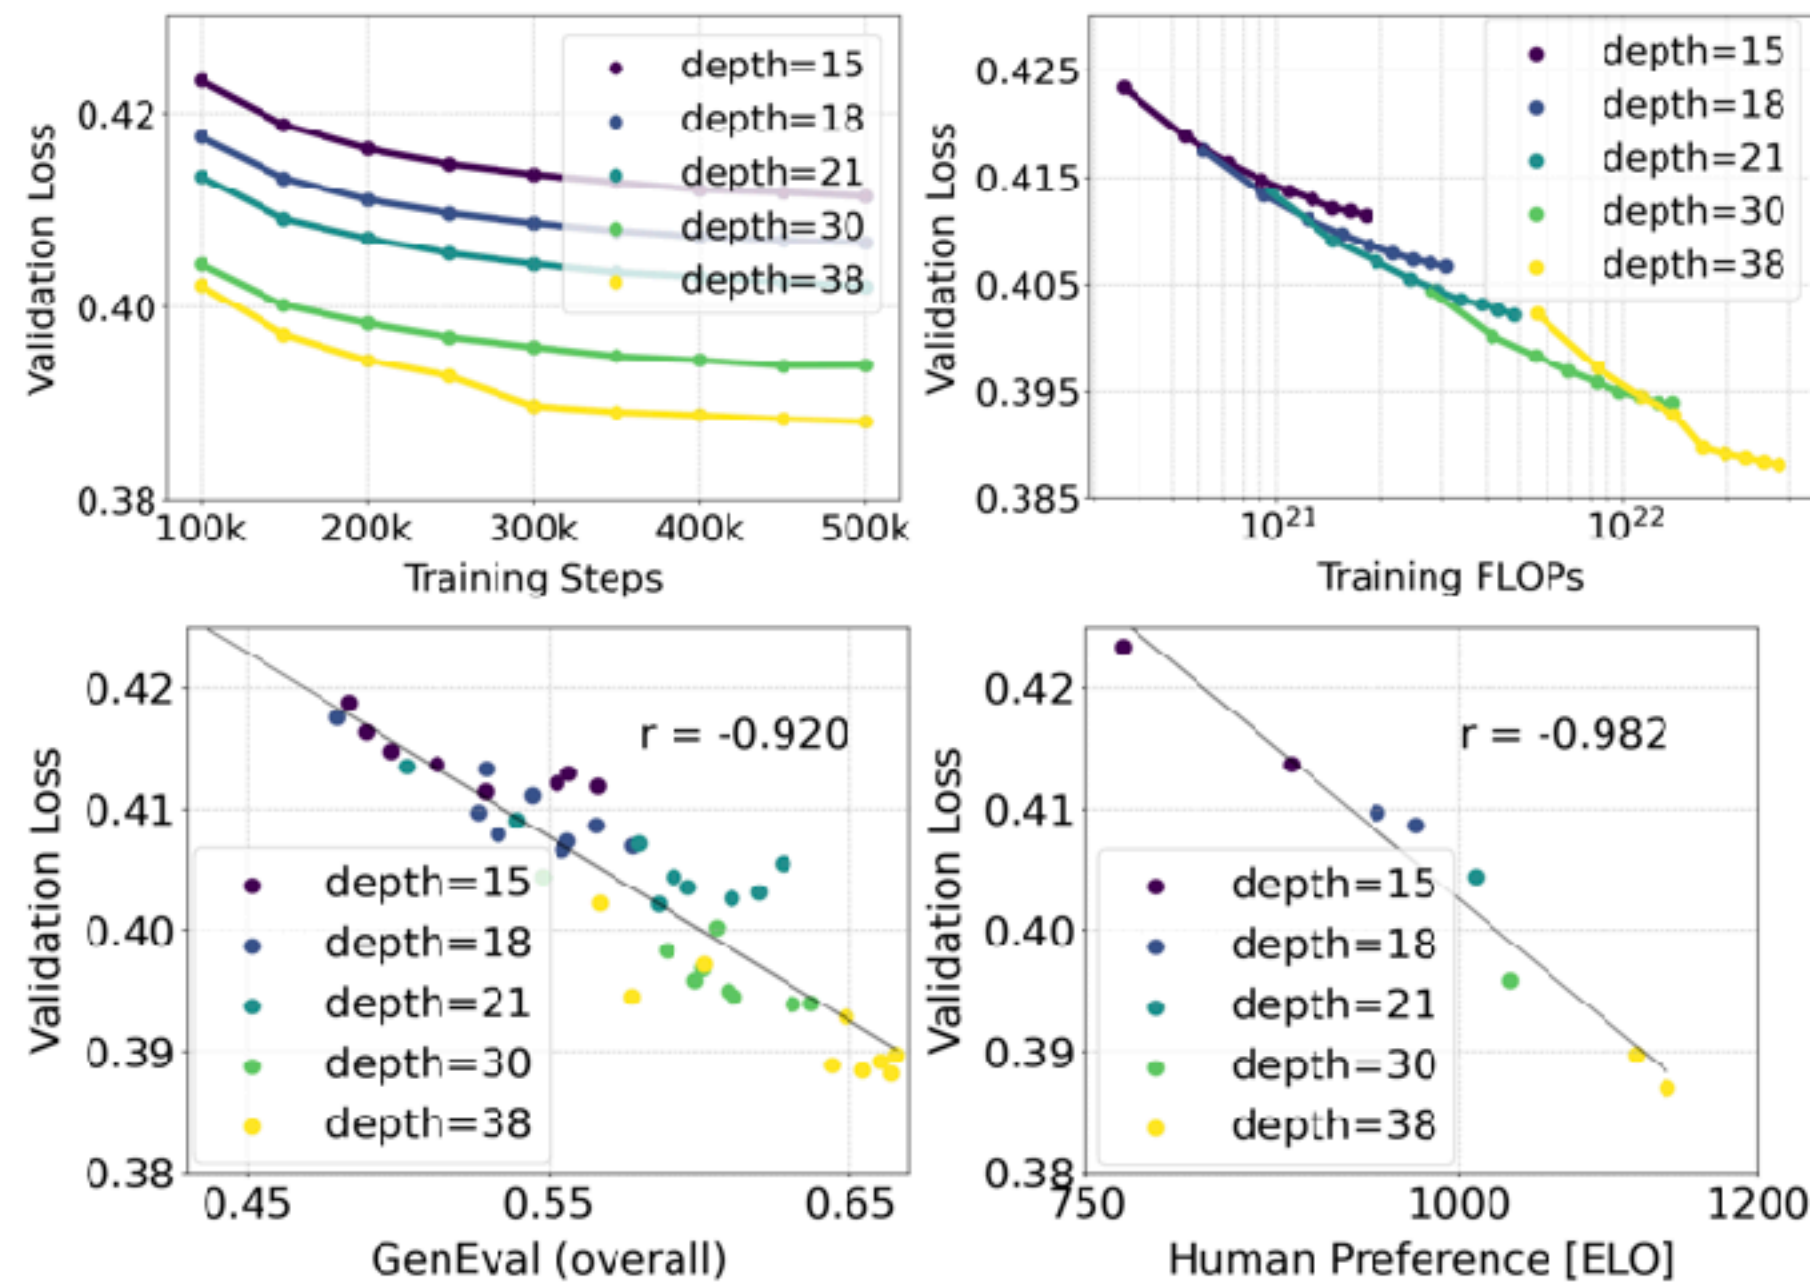 Validation Loss
0.42
0.40
0.38
depth=15
depth=18
depth=21
depth=30
depth=38
100k 200k 300k 400k 500k
Training Steps
Validation Loss
0.425
0.415
0.405
0.395
0.385
depth=15
depth=18
depth=21
depth=30
depth=38
10²¹ 10²²
Training FLOPs
Validation Loss
0.42
0.41
0.40
0.39
0.38
r = -0.920
depth=15
depth=18
depth=21
depth=30
depth=38
0.45 0.55 0.65
GenEval (overall)
Validation Loss
0.42
0.41
0.40
0.39
0.38
r = -0.982
depth=15
depth=18
depth=21
depth=30
depth=38
750 1000 1200
Human Preference [ELO]